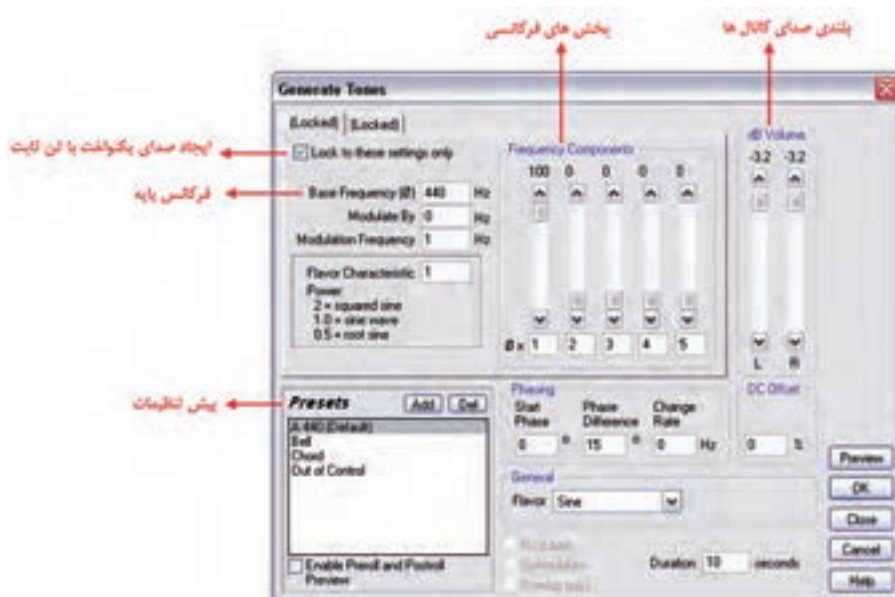 بخش های فرکانسی
بلندی صدای کانال ها
Generate Tones
(Locked) (Locked)
ایجاد صدای یکنواخت یا تن ثابت
Lock to these settings only
Frequency Components
dB Volume
100 0 0 0 0
-3.2 -3.2
فرکانس پایه
Base Frequency (Ø) 440 Hz
Modulate By 0 Hz
Modulation Frequency 1 Hz
Flavor Characteristic 1
Power
2 = squared sine
1.0 = sine wave
0.5 = root sine
Ø x 1 2 3 4 5
L R
پیش تنظیمات
Presets Add Del
A 440 (Default)
Bell
Chord
Out of Control
Enable Preroll and Postroll
Preview
Phasing
Start Phase
Phase Difference
Change Rate
0 ° 15 ° 0 Hz
DC Offset
0 %
General
Flavor Sine
Duration 10 seconds
Preview
OK
Close
Cancel
Help